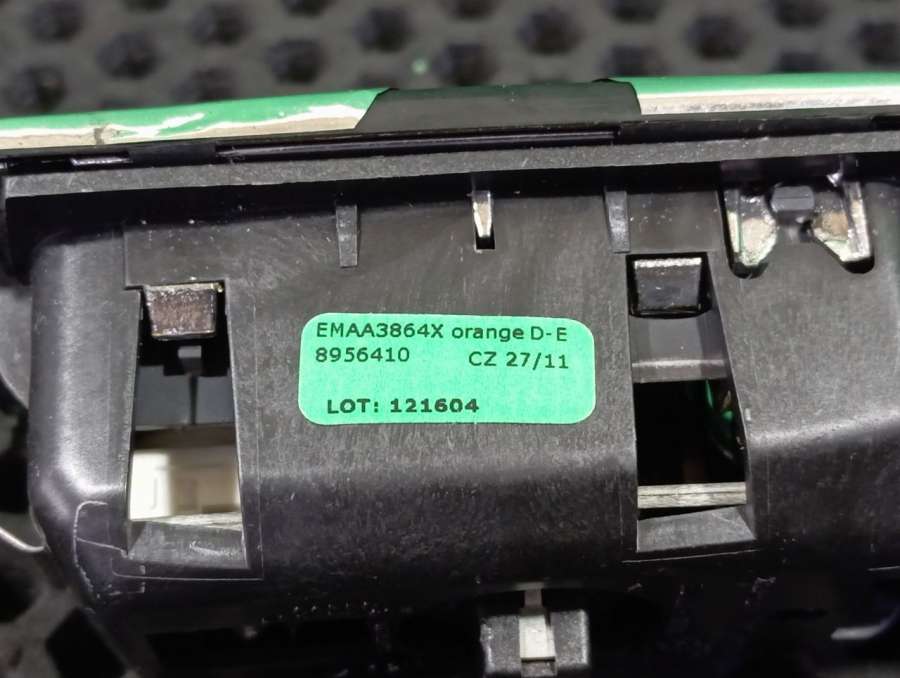 EMAA3864X orange D-E
8956410 CZ 27/11
LOT: 121604